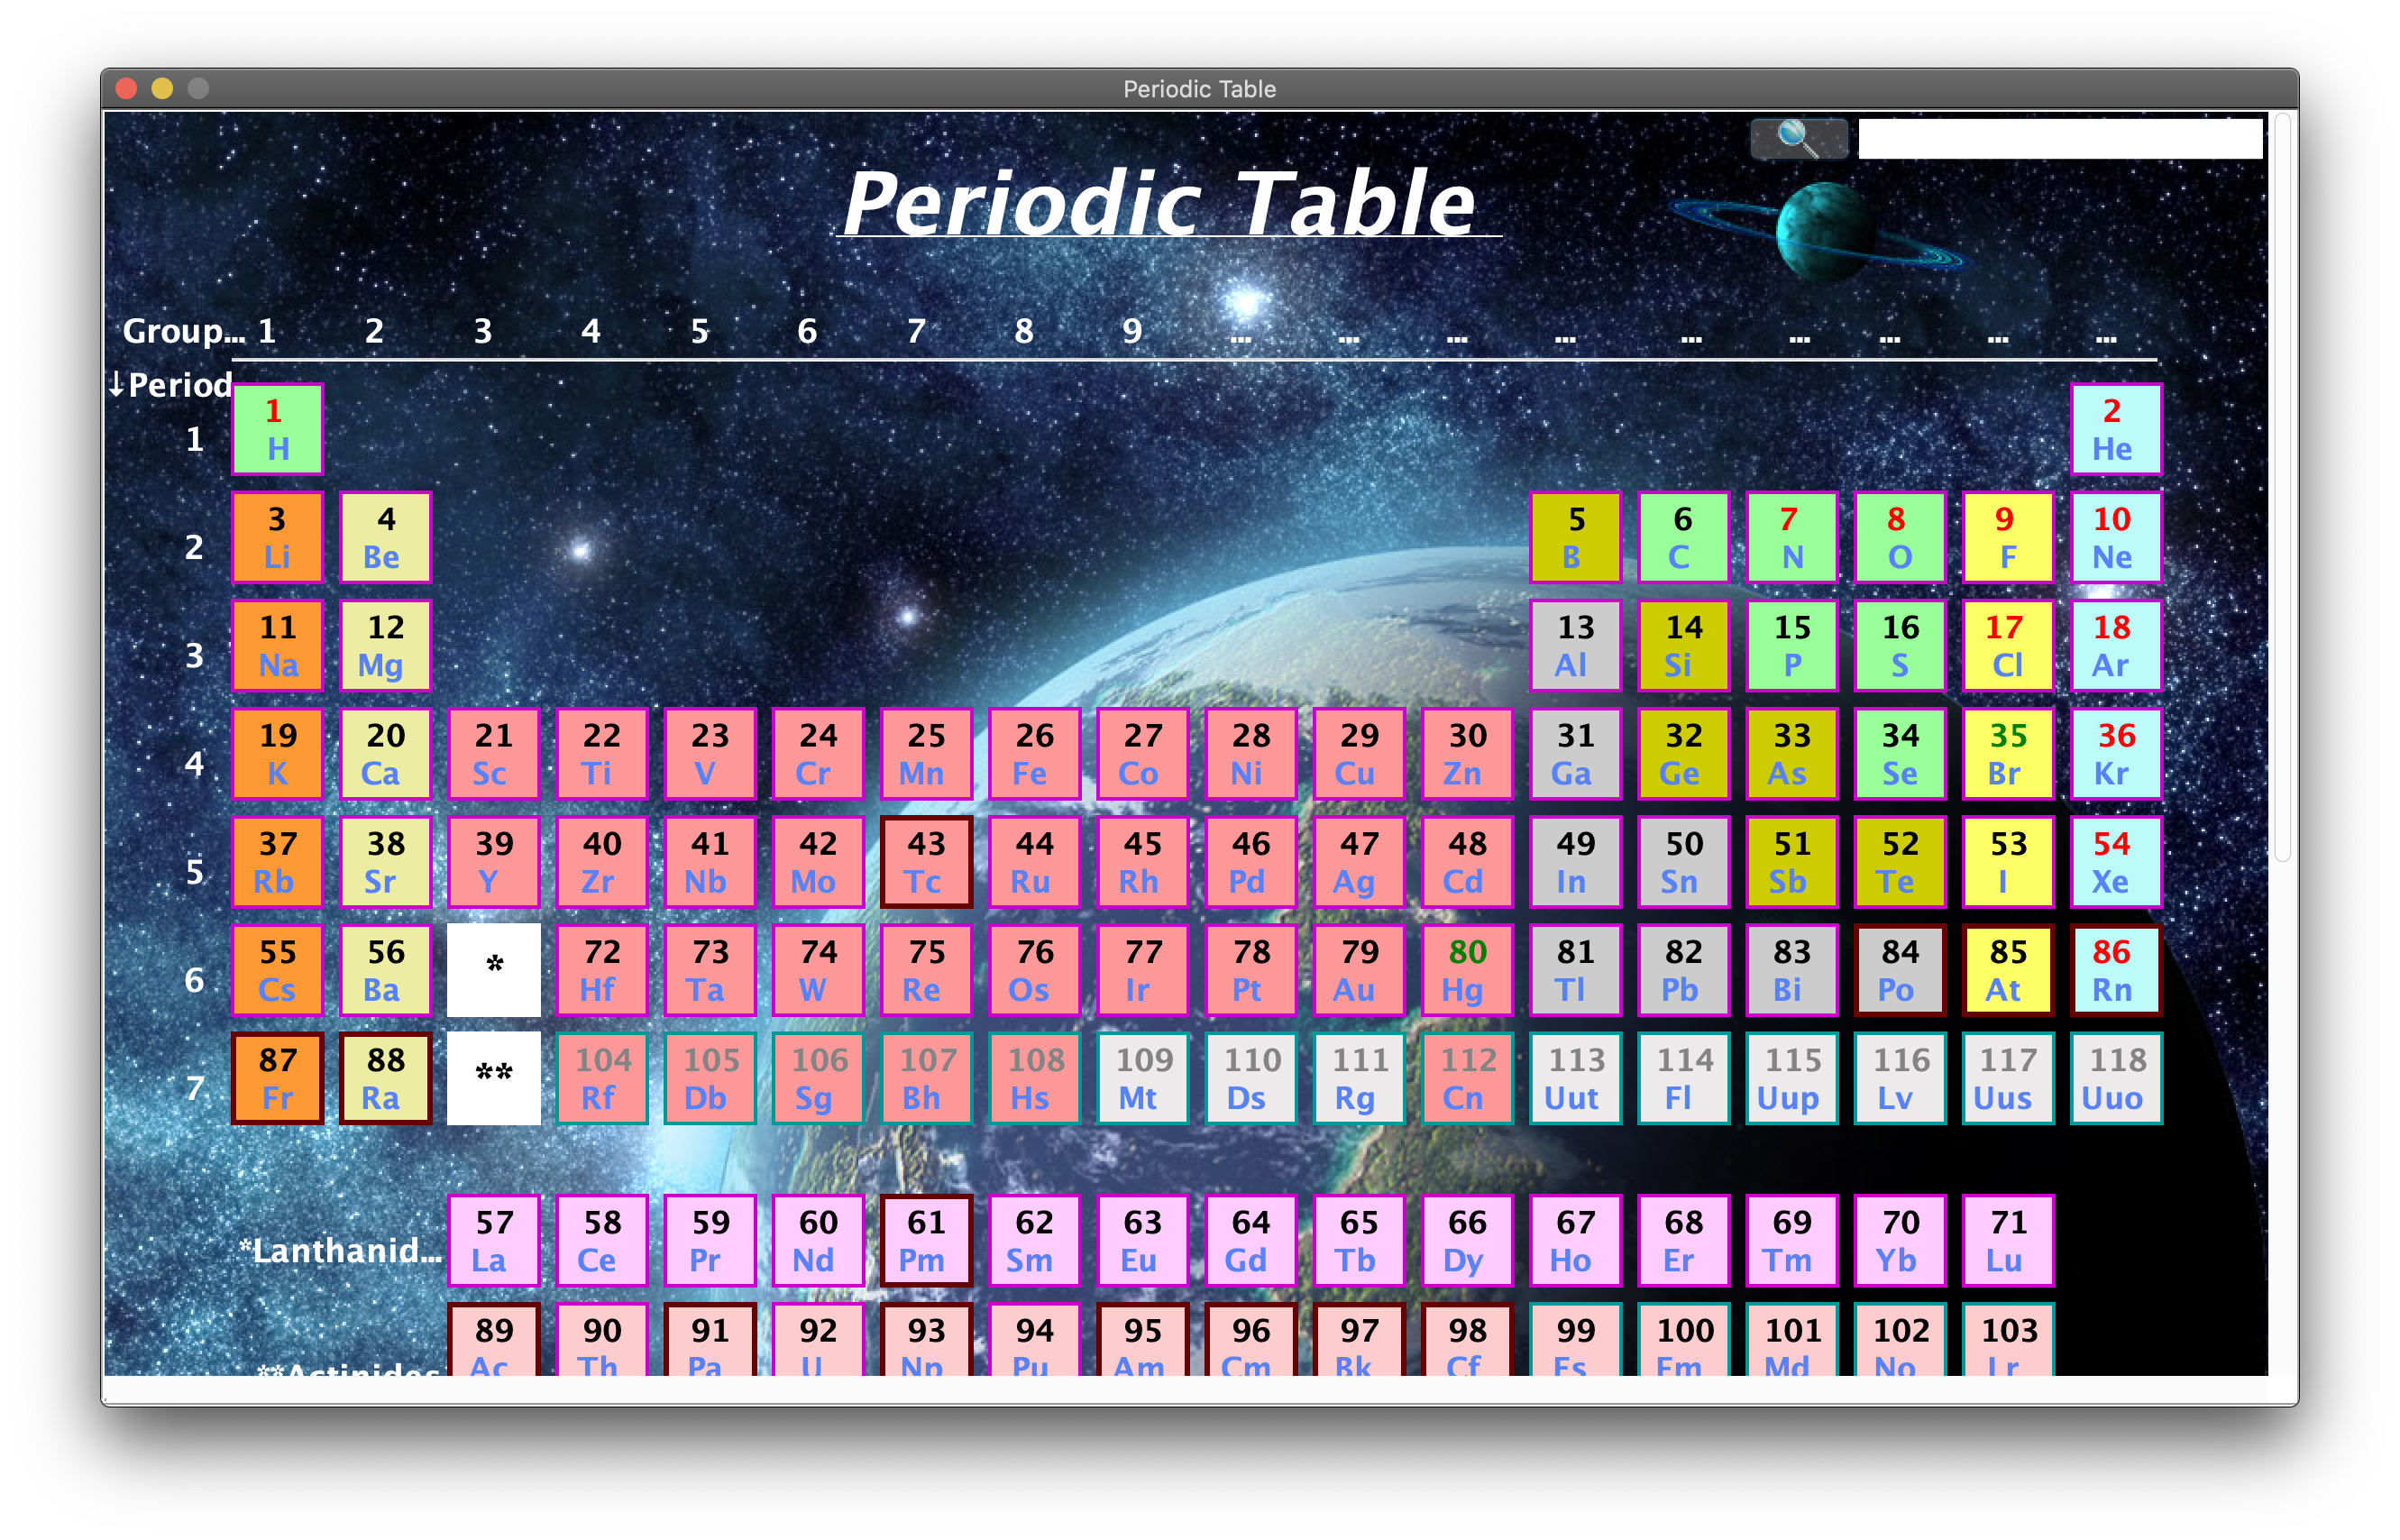 Periodic Table
Periodic Table
Group... 1 2 3 4 5 6 7 8 9 ... ... ... ... ... ... ... ... ...
↓Period
1 2
1 H He
3 4 5 6 7 8 9 10
2 Li Be B C N O F Ne
11 12 13 14 15 16 17 18
3 Na Mg Al Si P S Cl Ar
19 20 21 22 23 24 25 26 27 28 29 30 31 32 33 34 35 36
4 K Ca Sc Ti V Cr Mn Fe Co Ni Cu Zn Ga Ge As Se Br Kr
37 38 39 40 41 42 43 44 45 46 47 48 49 50 51 52 53 54
5 Rb Sr Y Zr Nb Mo Tc Ru Rh Pd Ag Cd In Sn Sb Te I Xe
55 56 * 72 73 74 75 76 77 78 79 80 81 82 83 84 85 86
6 Cs Ba Hf Ta W Re Os Ir Pt Au Hg Tl Pb Bi Po At Rn
87 88 ** 104 105 106 107 108 109 110 111 112 113 114 115 116 117 118
7 Fr Ra Rf Db Sg Bh Hs Mt Ds Rg Cn Uut Fl Uup Lv Uus Uuo
57 58 59 60 61 62 63 64 65 66 67 68 69 70 71
*Lanthanid... La Ce Pr Nd Pm Sm Eu Gd Tb Dy Ho Er Tm Yb Lu
89 90 91 92 93 94 95 96 97 98 99 100 101 102 103
**Actinides Ac Th Pa U Np Pu Am Cm Bk Cf Es Fm Md No Lr